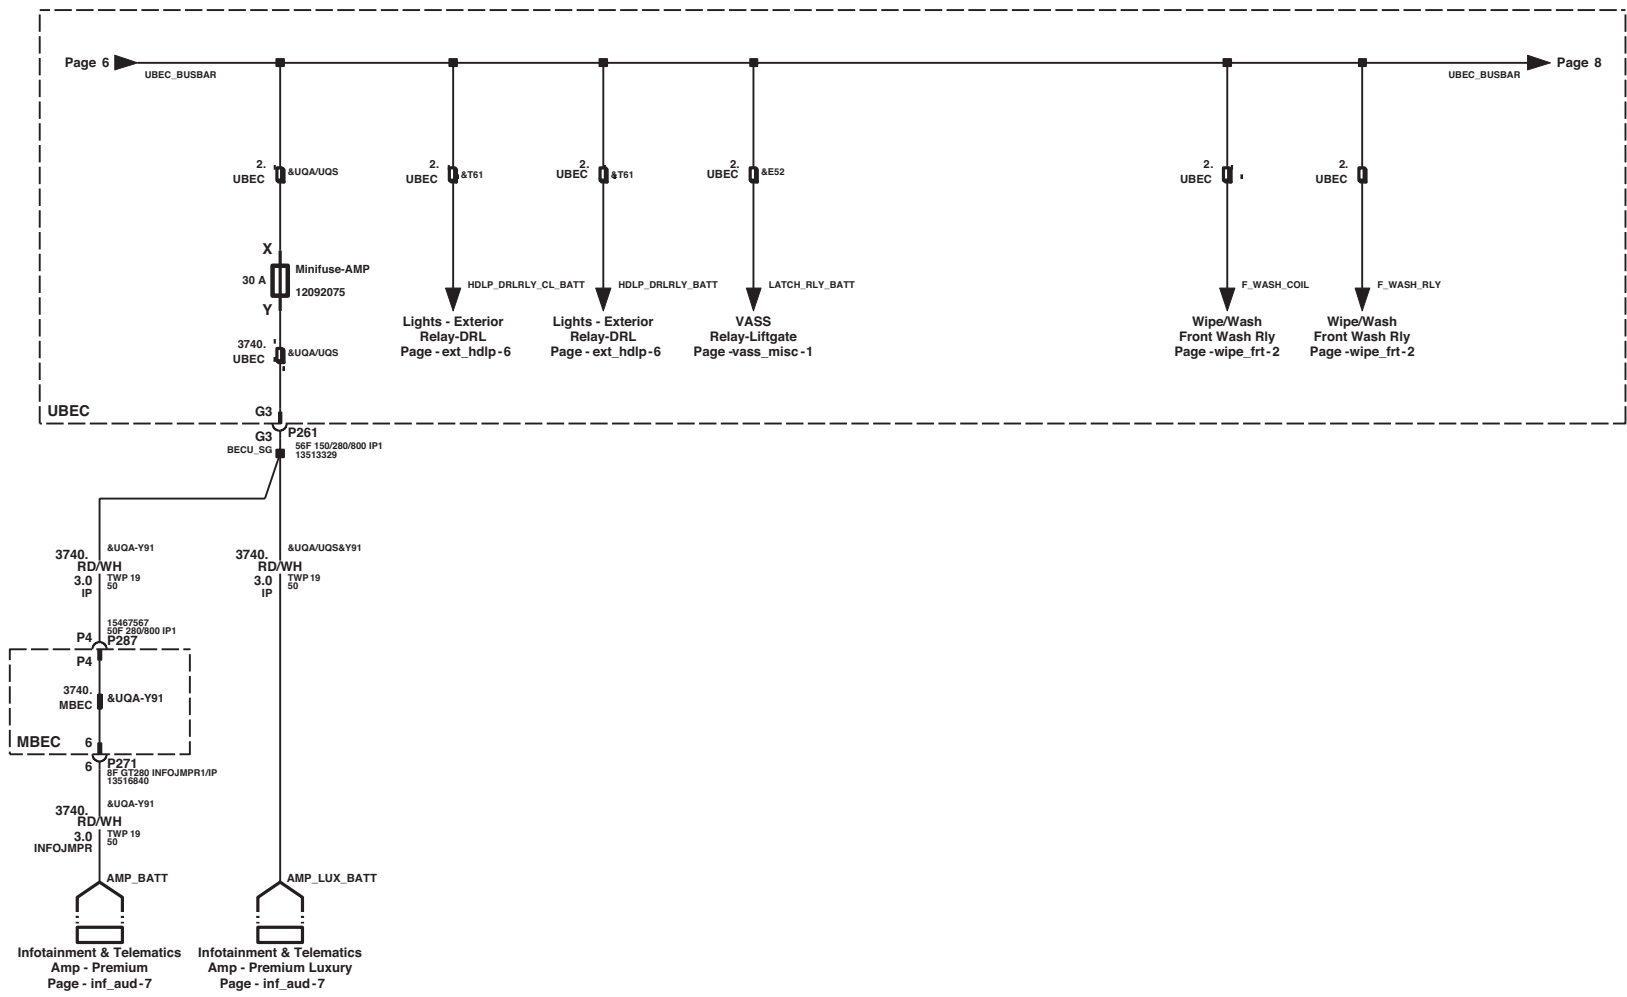 Page 6
UBEC_BUSBAR
UBEC_BUSBAR
Page 8
2.
UBEC
&UQA/UQS
2.
UBEC
&T61
2.
UBEC
&T61
2.
UBEC
&E52
2.
UBEC
2.
UBEC
X
30 A
Minifuse-AMP
12092075
Y
3740.
UBEC
&UQA/UQS
HDLP_DRLRLY_CL_BATT
Lights - Exterior
Relay-DRL
Page - ext_hdlp-6
HDLP_DRLRLY_BATT
Lights - Exterior
Relay-DRL
Page - ext_hdlp-6
LATCH_RLY_BATT
VASS
Relay-Liftgate
Page -vass_misc-1
F_WASH_COIL
Wipe/Wash
Front Wash Rly
Page -wipe_frt-2
F_WASH_RLY
Wipe/Wash
Front Wash Rly
Page -wipe_frt-2
UBEC
G3
G3
P261
BECU_SG
56F 150/280/800 IP1
13513329
&UQA-Y91
3740.
RD/WH
3.0
IP
TWP 19
50
&UQA/UQS&Y91
3740.
RD/WH
3.0
IP
TWP 19
50
15467567
50F 280/800 IP1
P4
P287
P4
3740.
MBEC
&UQA-Y91
MBEC
6
6
P271
8F GT280 INFOJMPR1/IP
13516840
&UQA-Y91
3740.
RD/WH
3.0
INFOJMPR
TWP 19
50
AMP_BATT
Infotainment & Telematics
Amp - Premium
Page - inf_aud-7
AMP_LUX_BATT
Infotainment & Telematics
Amp - Premium Luxury
Page - inf_aud-7